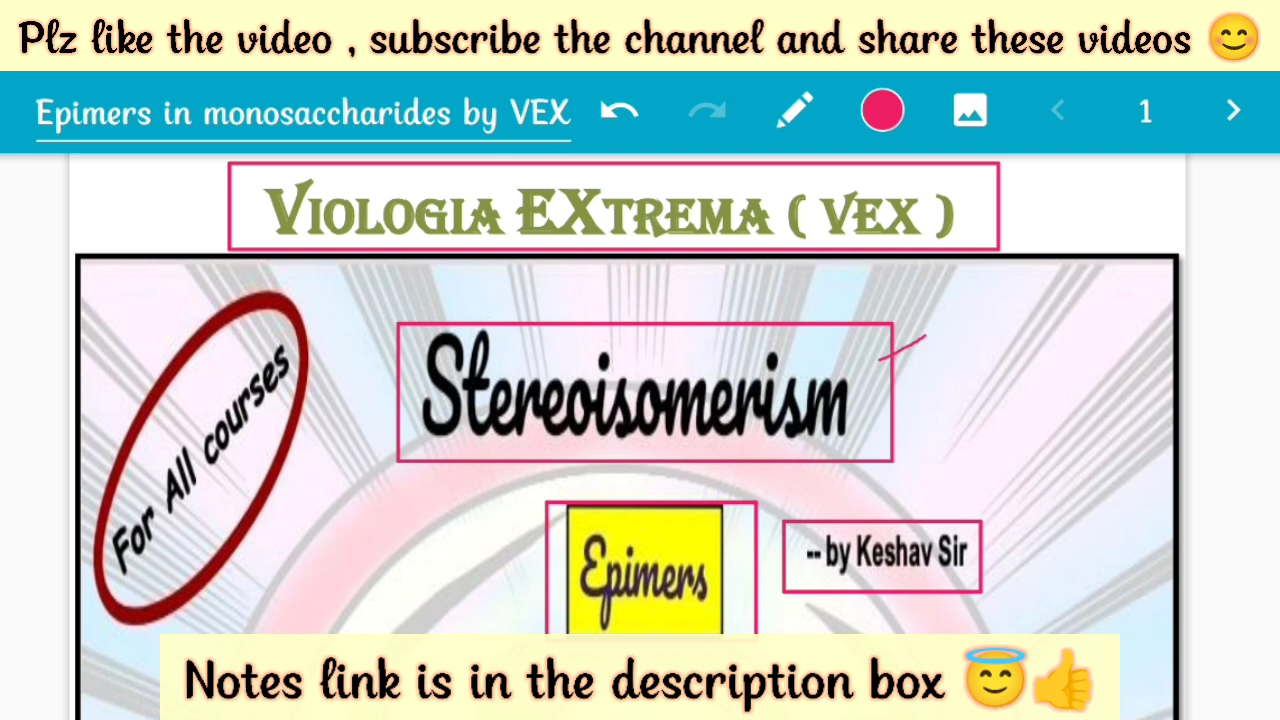 Plz like the video , subscribe the channel and share these videos 😊
Epimers in monosaccharides by VEX
1
VIOLOGIA EXTREMA ( VEX )
For All courses
Stereoisomerism
Epimers
-- by Keshav Sir
Notes link is in the description box 😇👍